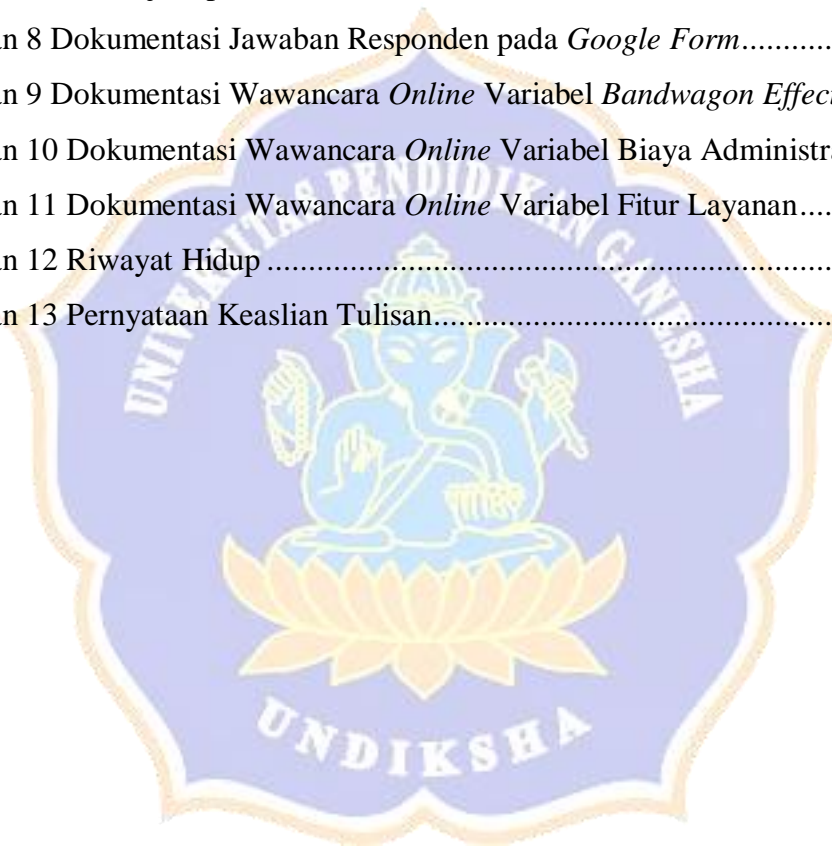 an 8 Dokumentasi Jawaban Responden pada Google Form............
an 9 Dokumentasi Wawancara Online Variabel Bandwagon Effec
an 10 Dokumentasi Wawancara Online Variabel Biaya Administra
an 11 Dokumentasi Wawancara Online Variabel Fitur Layanan.....
an 12 Riwayat Hidup ....................................................................
an 13 Pernyataan Keaslian Tulisan................................................
UNIVERSITAS PENDIDIKAN GANESHA
UNDIKSHA